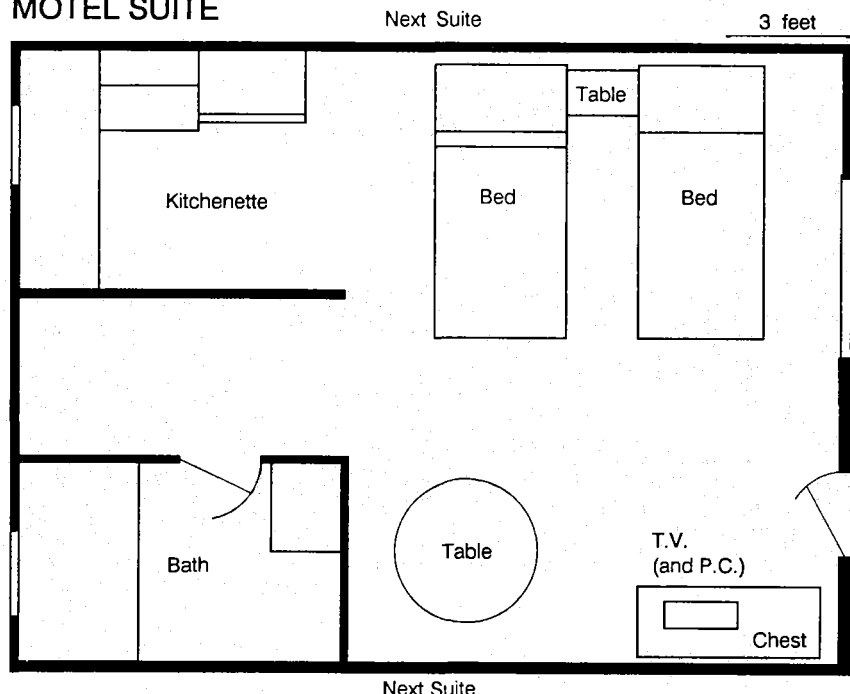 MOTEL SUITE
Next Suite
3 feet
Table
Kitchenette
Bed
Bed
Table
T.V.
(and P.C.)
Bath
Chest
Next Suite